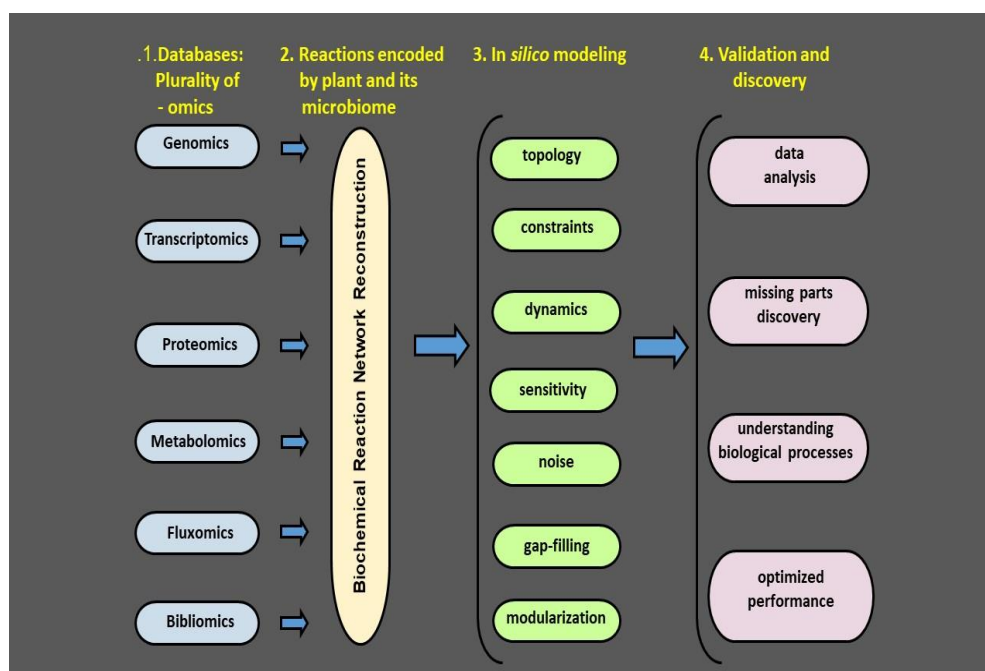 .1.Databases:
Plurality of
- omics
2. Reactions encoded
by plant and its
microbiome
3. In silico modeling
4. Validation and
discovery
Genomics
Transcriptomics
Proteomics
Metabolomics
Fluxomics
Bibliomics
Biochemical Reaction Network Reconstruction
topology
constraints
dynamics
sensitivity
noise
gap-filling
modularization
data
analysis
missing parts
discovery
understanding
biological processes
optimized
performance